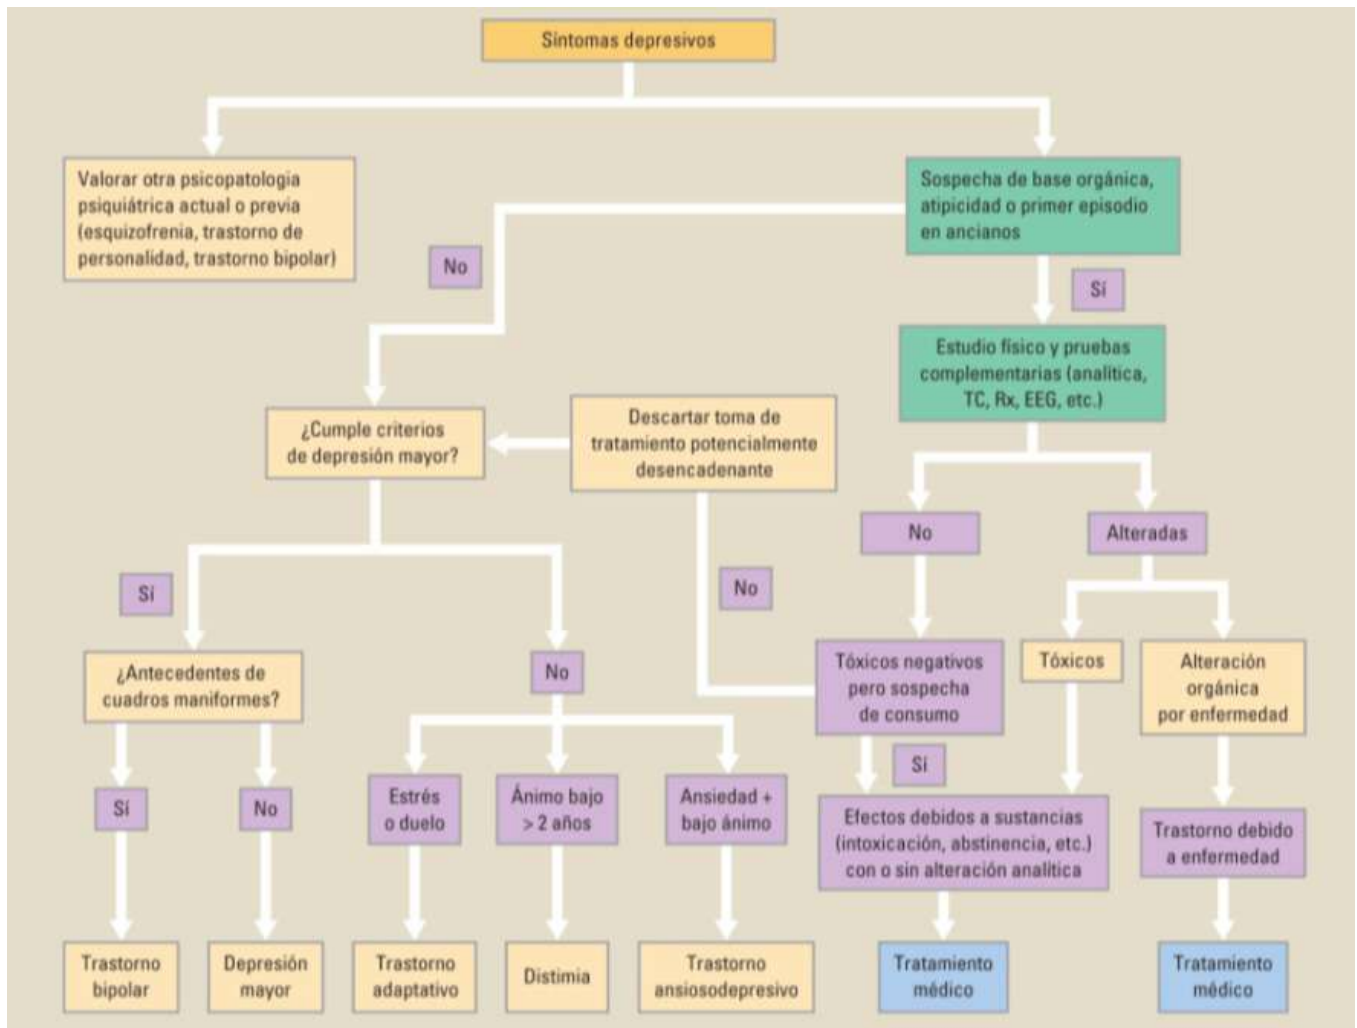 Síntomas depresivos
Valorar otra psicopatologia
psiquiátrica actual o previa
(esquizofrenia, trastorno de
personalidad, trastorno bipolar)
Sospecha de base orgánica,
atipicidad o primer episodio
en ancianos
No
Sí
Estudio físico y pruebas
complementarias (analítica,
TC, Rx, EEG, etc.)
¿Cumple criterios
de depresión mayor?
Descartar toma de
tratamiento potencialmente
desencadenante
No
Alteradas
Sí
No
¿Antecedentes de
cuadros maniformes?
No
Tóxicos negativos
pero sospecha
de consumo
Tóxicos
Alteración
orgánica
por enfermedad
Sí
Sí
No
Estrés
o duelo
Ánimo bajo
> 2 años
Ansiedad +
bajo ánimo
Efectos debidos a sustancias
(intoxicación, abstinencia, etc.)
con o sin alteración analítica
Trastorno debido
a enfermedad
Trastorno
bipolar
Depresión
mayor
Trastorno
adaptativo
Distimia
Trastorno
ansiosodepresivo
Tratamiento
médico
Tratamiento
médico